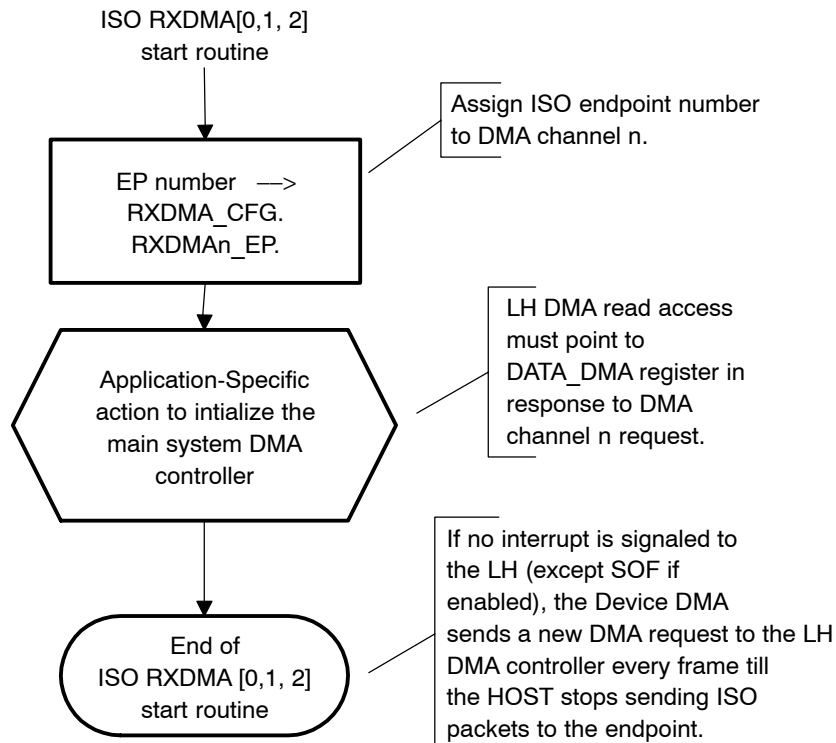 ISO RXDMA[0,1, 2]
start routine
Assign ISO endpoint number
to DMA channel n.
EP number −−>
RXDMA_CFG.
RXDMAn_EP.
LH DMA read access
must point to
DATA_DMA register in
response to DMA
channel n request.
Application-Specific
action to intialize the
main system DMA
controller
If no interrupt is signaled to
the LH (except SOF if
enabled), the Device DMA
sends a new DMA request to the LH
DMA controller every frame till
the HOST stops sending ISO
packets to the endpoint.
End of
ISO RXDMA [0,1, 2]
start routine